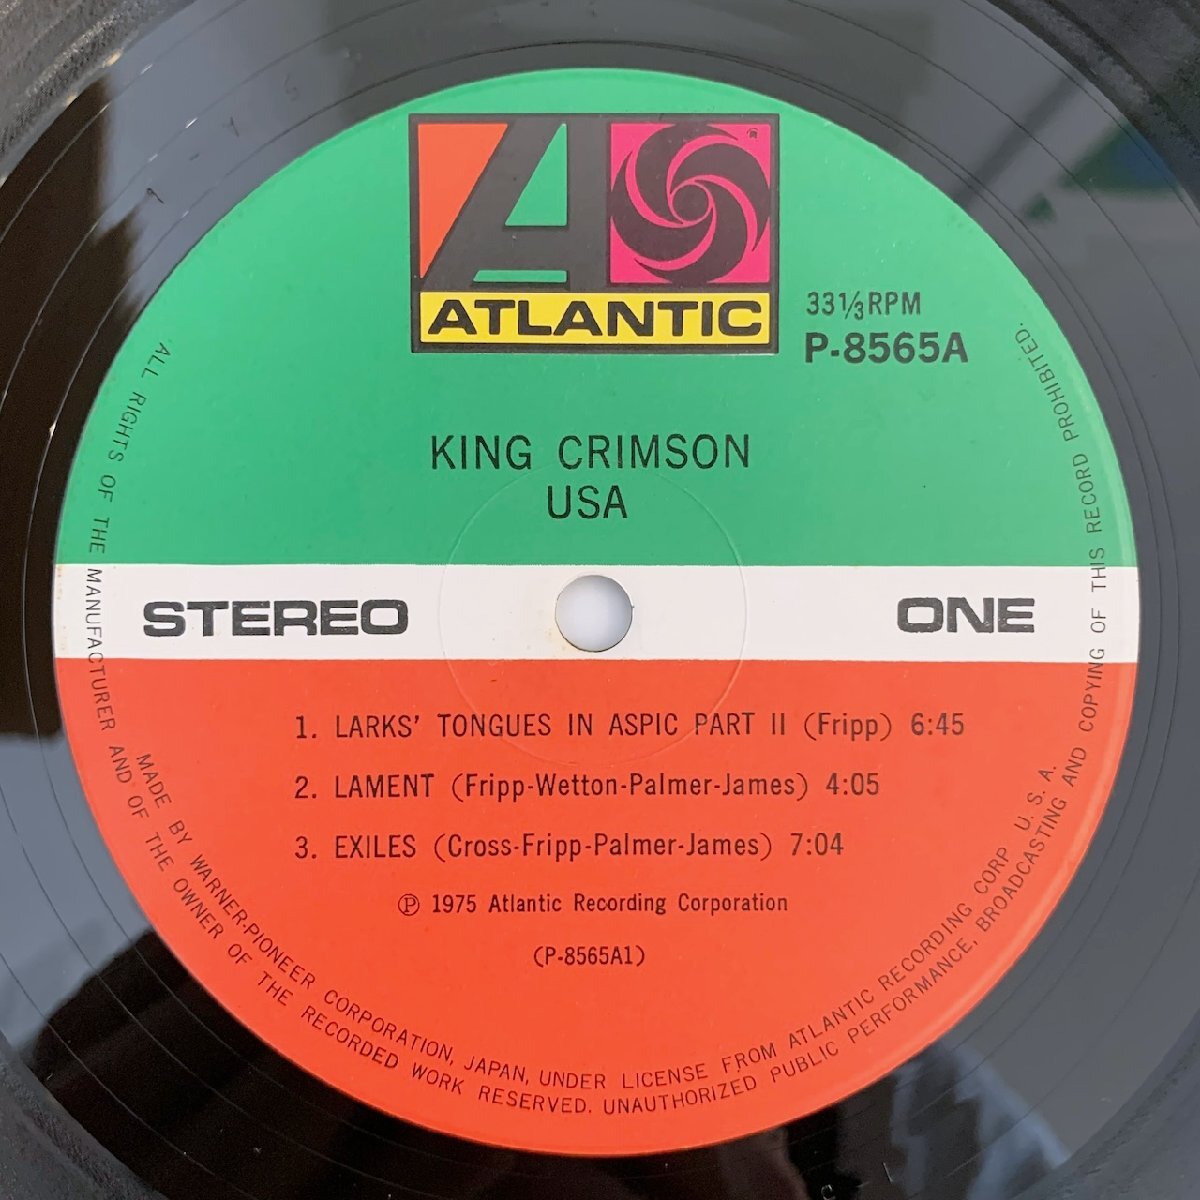 ATLANTIC
33⅓RPM
P-8565A
KING CRIMSON
USA
STEREO
ONE
1. LARKS' TONGUES IN ASPIC PART II (Fripp) 6:45
2. LAMENT (Fripp-Wetton-Palmer-James) 4:05
3. EXILES (Cross-Fripp-Palmer-James) 7:04
Ⓟ 1975 Atlantic Recording Corporation
(P-8565A1)
MADE BY WARNER-PIONEER CORPORATION, JAPAN, UNDER LICENSE FROM ATLANTIC RECORDING CORP. U. S. A.
ALL RIGHTS OF THE MANUFACTURER AND OF THE OWNER OF THE RECORDED WORK RESERVED. UNAUTHORIZED PUBLIC PERFORMANCE, BROADCASTING AND COPYING OF THIS RECORD PROHIBITED.